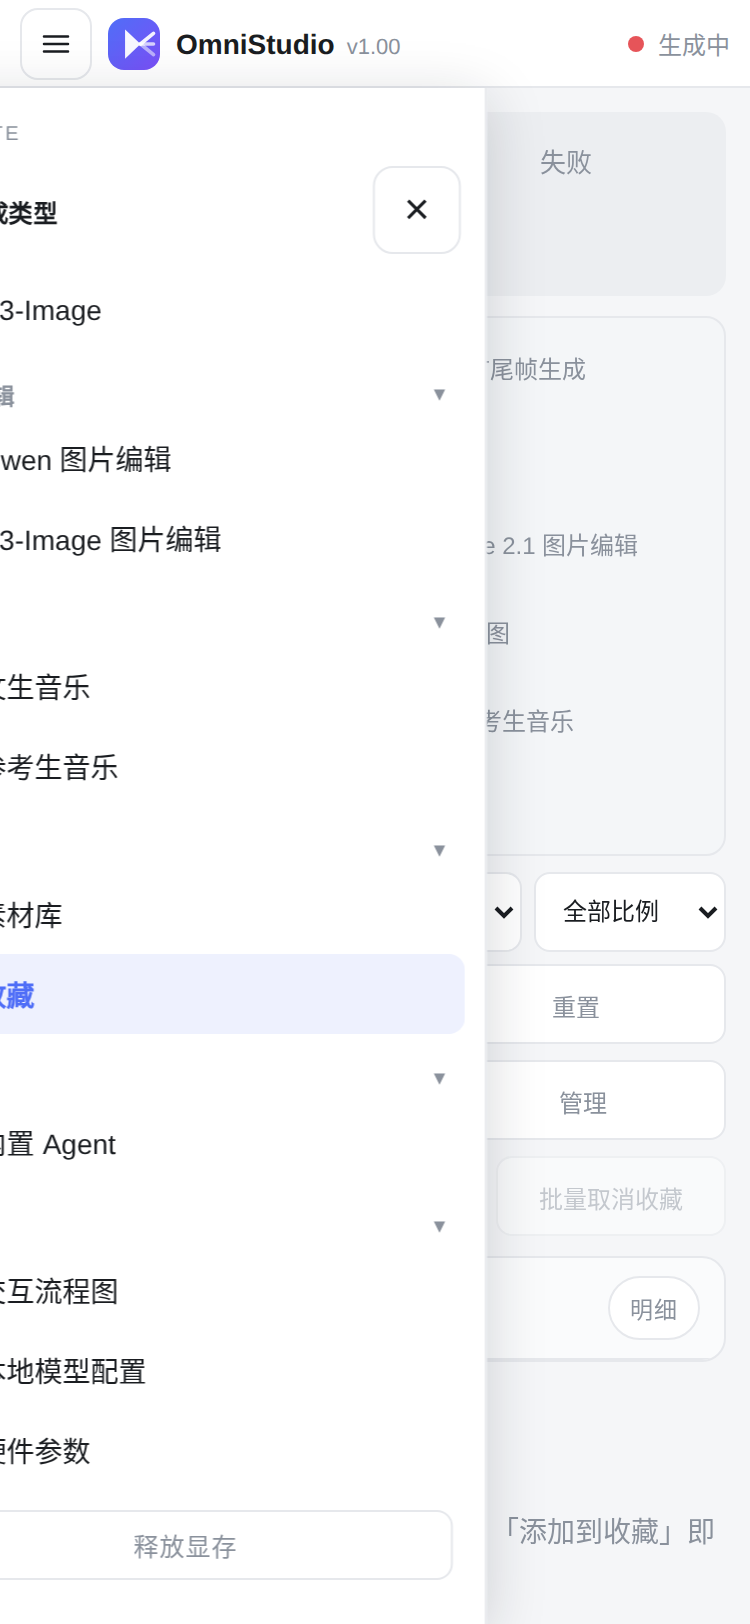 OmniStudio v1.00
生成中
TE
类型
失败
3-Image
尾帧生成
辑
wen 图片编辑
3-Image 图片编辑
e 2.1 图片编辑
图
生音乐
考生音乐
考生音乐
材库
全部比例
藏
重置
管理
置 Agent
批量取消收藏
互流程图
明细
地模型配置
件参数
「添加到收藏」即
释放显存